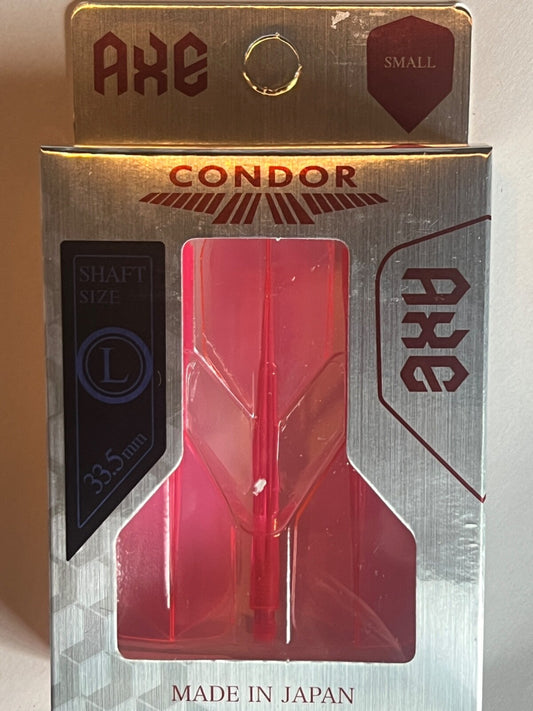 AXE
SMALL
CONDOR
SHAFT
SIZE
L
33.5mm
AXE
MADE IN JAPAN